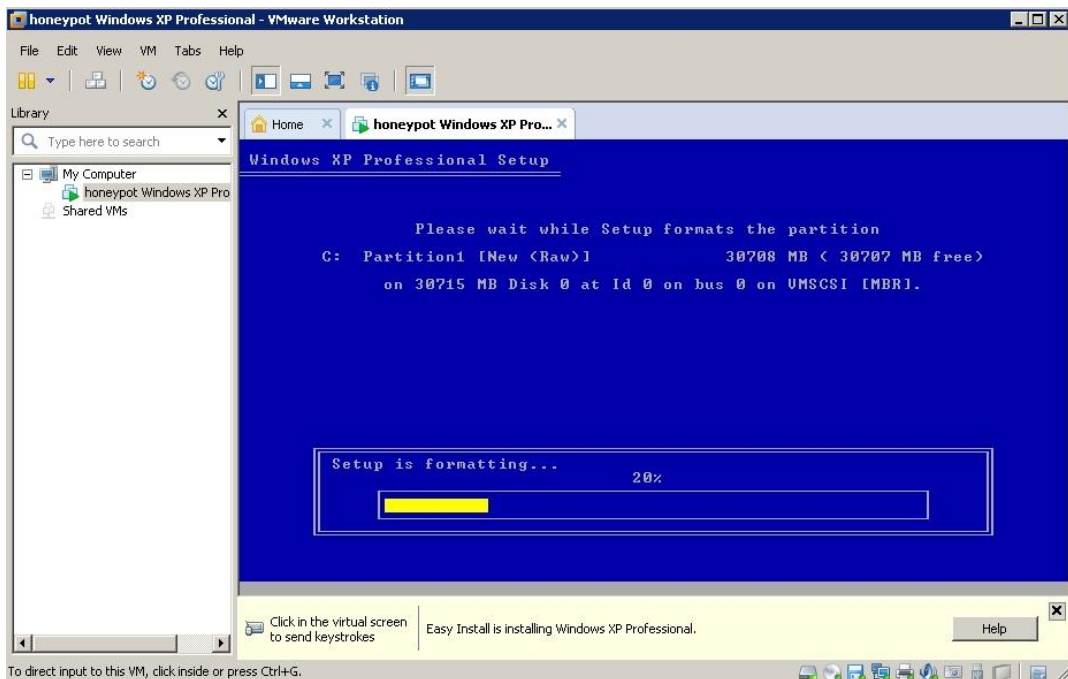 honeypot Windows XP Professional - VMware Workstation
File Edit View VM Tabs Help
Library
Type here to search
My Computer
honeypot Windows XP Pro
Shared VMs
Home
honeypot Windows XP Pro...
Windows XP Professional Setup
Please wait while Setup formats the partition
C: Partition1 [New (Raw)] 30708 MB ( 30707 MB free)
on 30715 MB Disk 0 at Id 0 on bus 0 on VMSCSI [MBR].
Setup is formatting...
20%
Click in the virtual screen
to send keystrokes
Easy Install is installing Windows XP Professional.
Help
To direct input to this VM, click inside or press Ctrl+G.